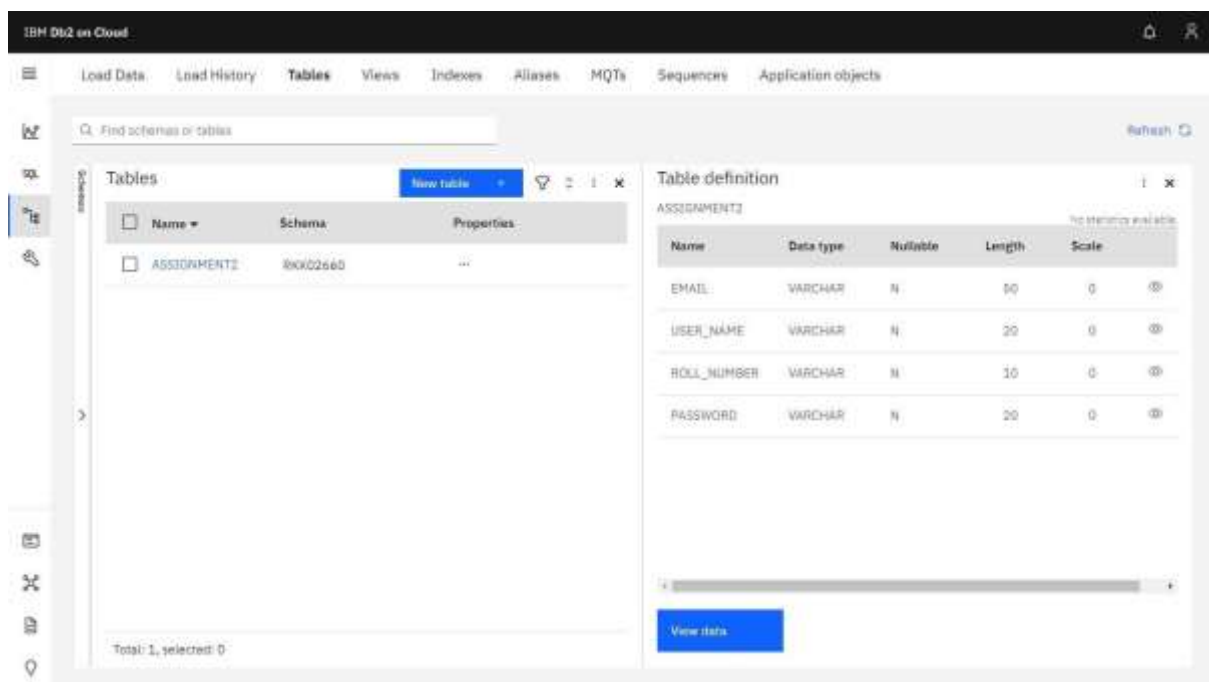 IBM Db2 on Cloud
Load Data Load History Tables Views Indexes Aliases MQTs Sequences Application objects
Find schemas or tables
Refresh
SQL
Schemas
Tables
New table +
Name Schema Properties
ASSIGNMENT2 RKK02660 ...
Total: 1, selected: 0
Table definition
ASSIGNMENT2
No statistics available
Name Data type Nullable Length Scale
EMAIL VARCHAR N 50 0
USER_NAME VARCHAR N 20 0
ROLL_NUMBER VARCHAR N 10 0
PASSWORD VARCHAR N 20 0
View data